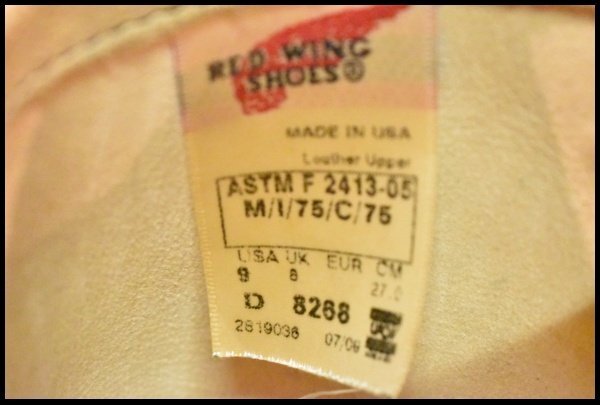 RED WING
SHOES®
MADE IN USA
Leather Upper
ASTM F 2413-05
M/I/75/C/75
USA UK EUR CM
9 8 27.0
D 8268
2819036 07/09